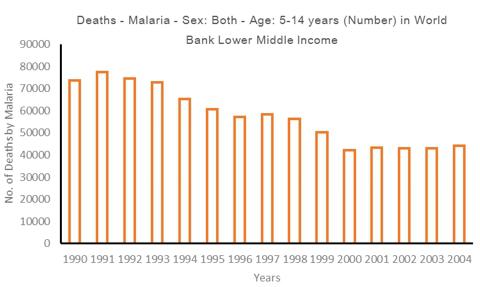 Deaths - Malaria - Sex: Both - Age: 5-14 years (Number) in World
Bank Lower Middle Income
90000
80000
70000
60000
50000
40000
30000
20000
10000
0
No. of Deaths by Malaria
1990 1991 1992 1993 1994 1995 1996 1997 1998 1999 2000 2001 2002 2003 2004
Years